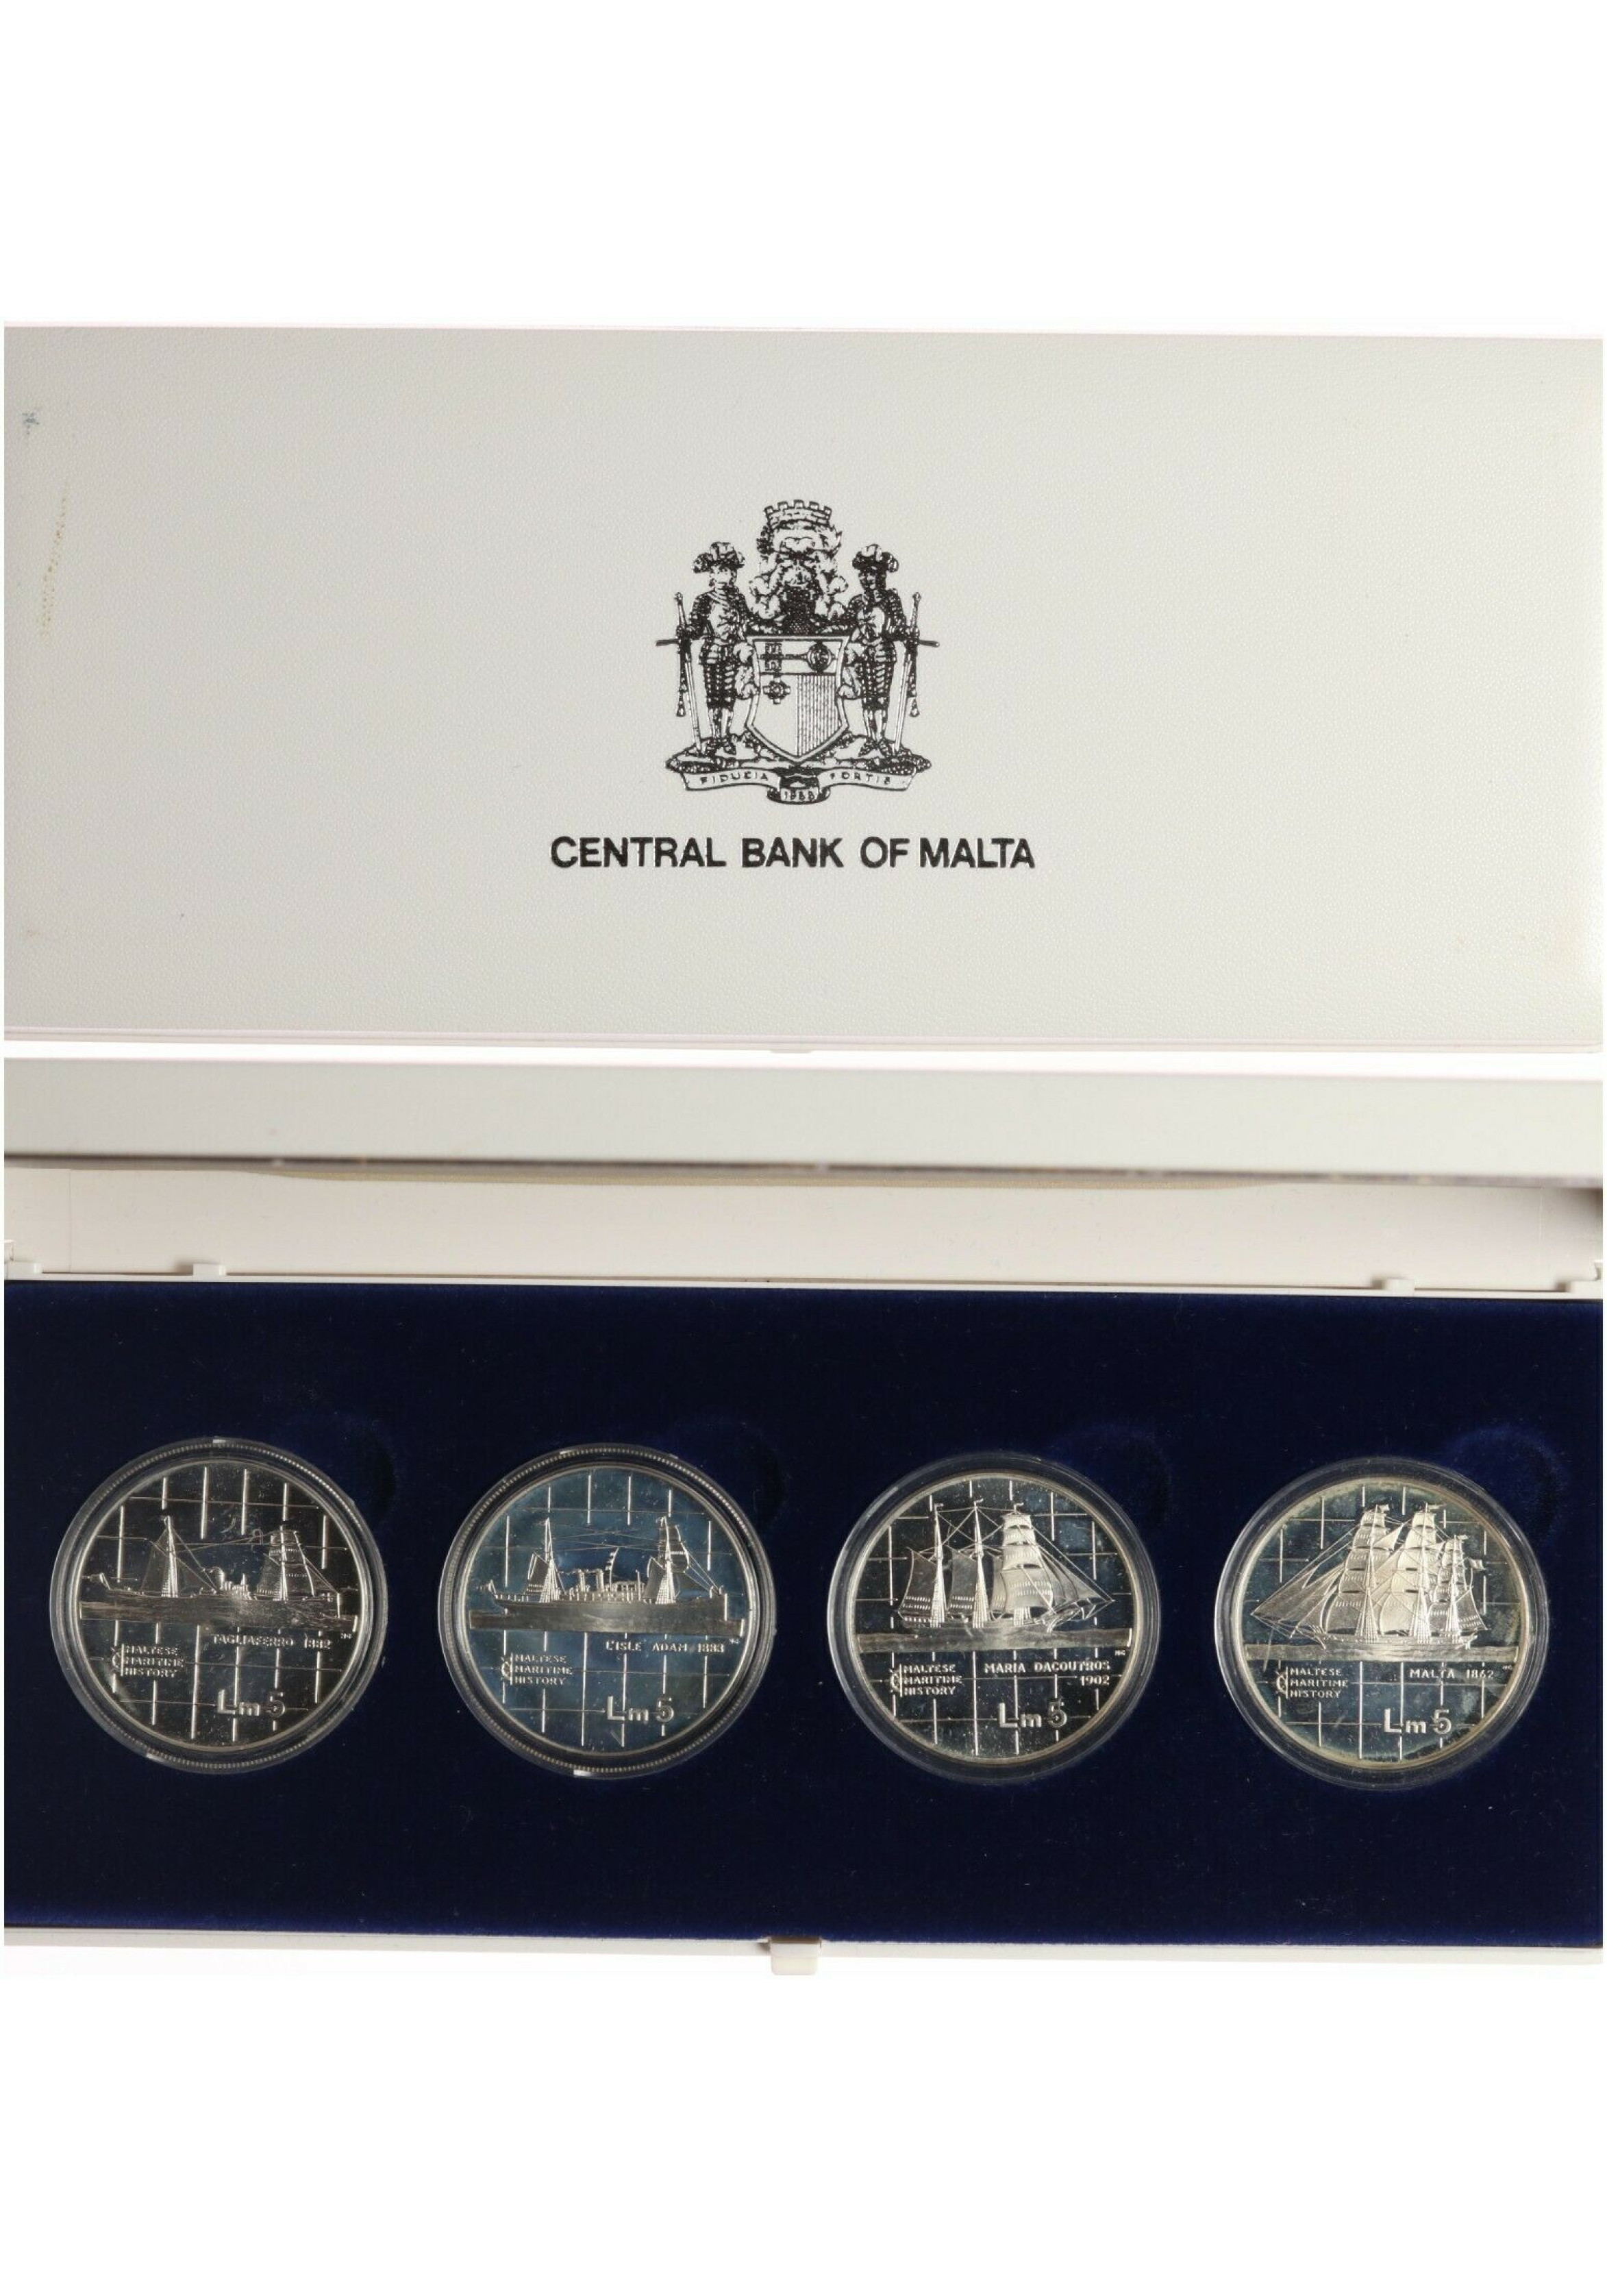 FIDUCIA FORTIS
1968
CENTRAL BANK OF MALTA
TAGLIAFERRO 1882
MALTESE
MARITIME
HISTORY
Lm 5
L'ISLE ADAM 1883
MALTESE
MARITIME
HISTORY
Lm 5
MARIA DACOUTROS
1902
MALTESE
MARITIME
HISTORY
Lm 5
MALTA 1862
MALTESE
MARITIME
HISTORY
Lm 5